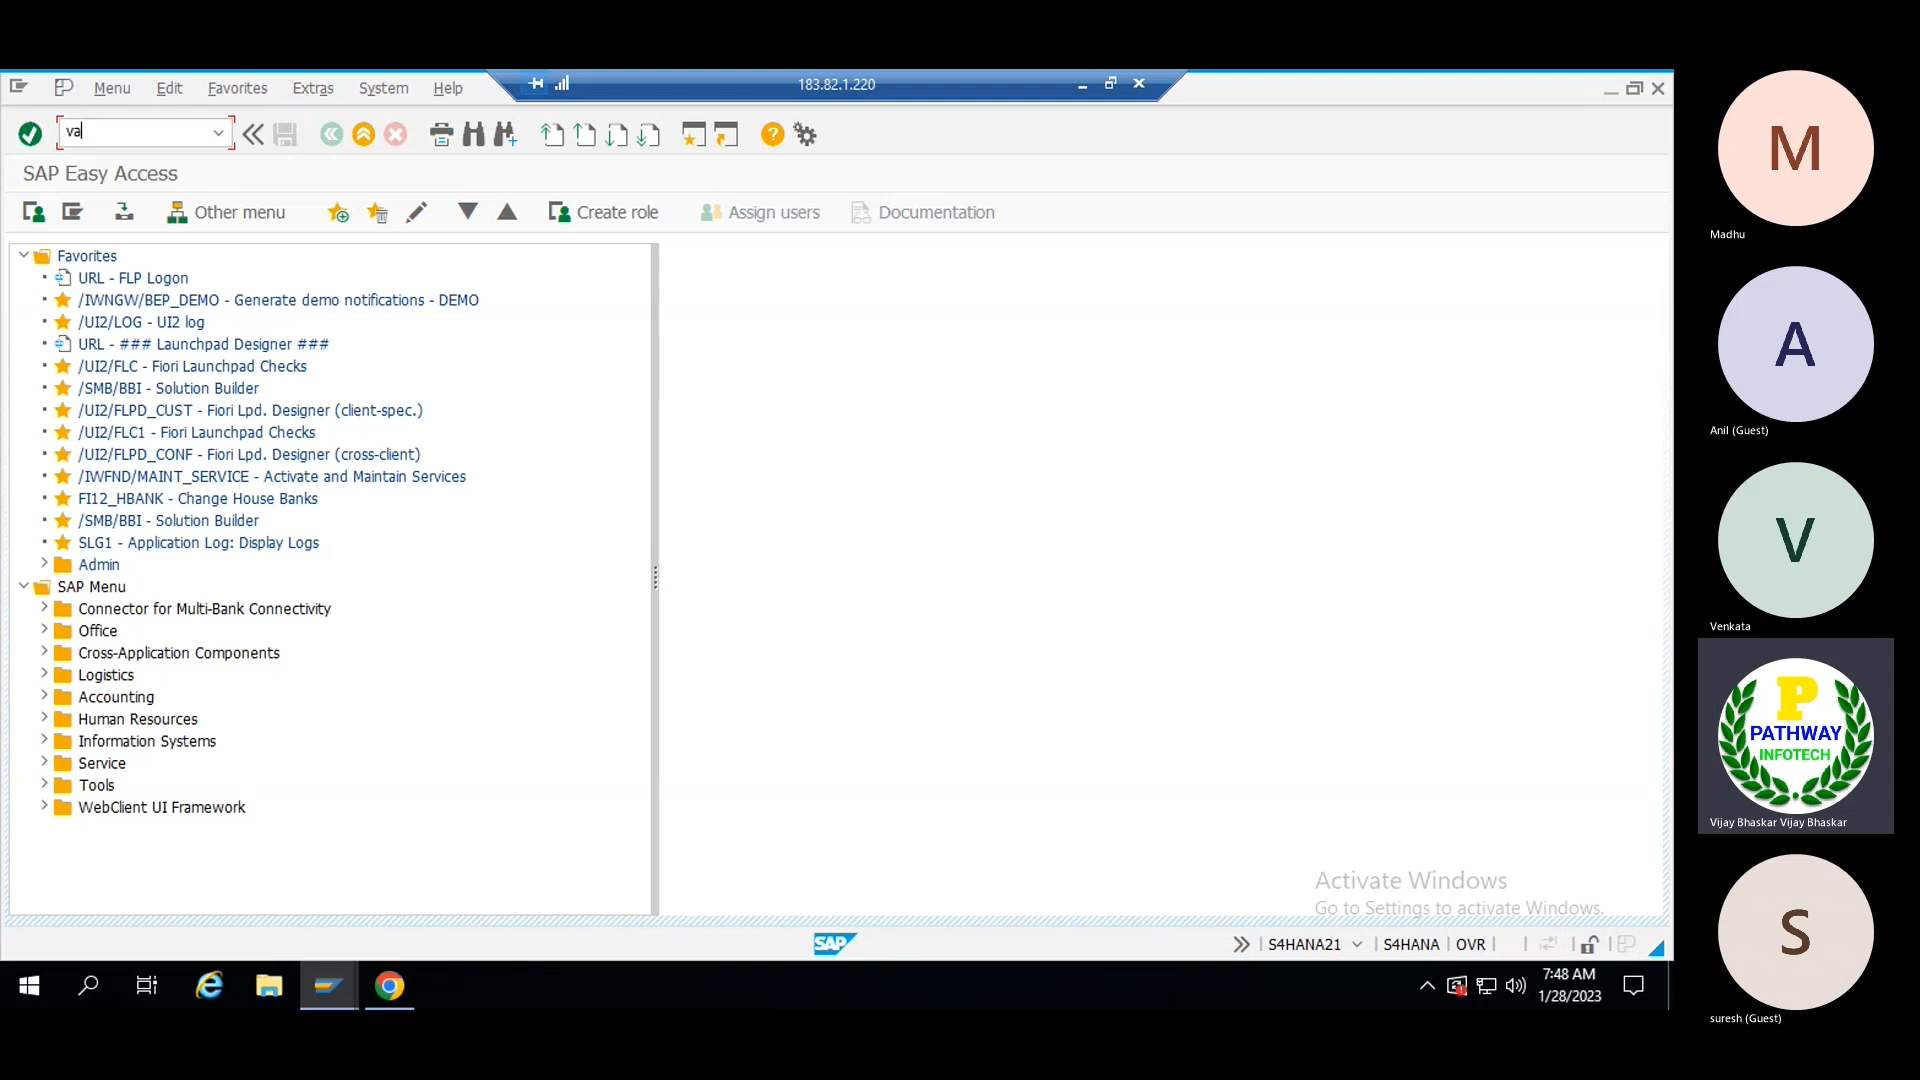 Menu Edit Favorites Extras System Help
183.82.1.220
va
SAP Easy Access
Other menu Create role Assign users Documentation
Favorites
URL - FLP Logon
/IWNGW/BEP_DEMO - Generate demo notifications - DEMO
/UI2/LOG - UI2 log
URL - ### Launchpad Designer ###
/UI2/FLC - Fiori Launchpad Checks
/SMB/BBI - Solution Builder
/UI2/FLPD_CUST - Fiori Lpd. Designer (client-spec.)
/UI2/FLC1 - Fiori Launchpad Checks
/UI2/FLPD_CONF - Fiori Lpd. Designer (cross-client)
/IWFND/MAINT_SERVICE - Activate and Maintain Services
FI12_HBANK - Change House Banks
/SMB/BBI - Solution Builder
SLG1 - Application Log: Display Logs
Admin
SAP Menu
Connector for Multi-Bank Connectivity
Office
Cross-Application Components
Logistics
Accounting
Human Resources
Information Systems
Service
Tools
WebClient UI Framework
Activate Windows
Go to Settings to activate Windows.
SAP
S4HANA21 S4HANA OVR
7:48 AM
1/28/2023
M
Madhu
A
Anil (Guest)
V
Venkata
P
PATHWAY
INFOTECH
Vijay Bhaskar Vijay Bhaskar
S
suresh (Guest)